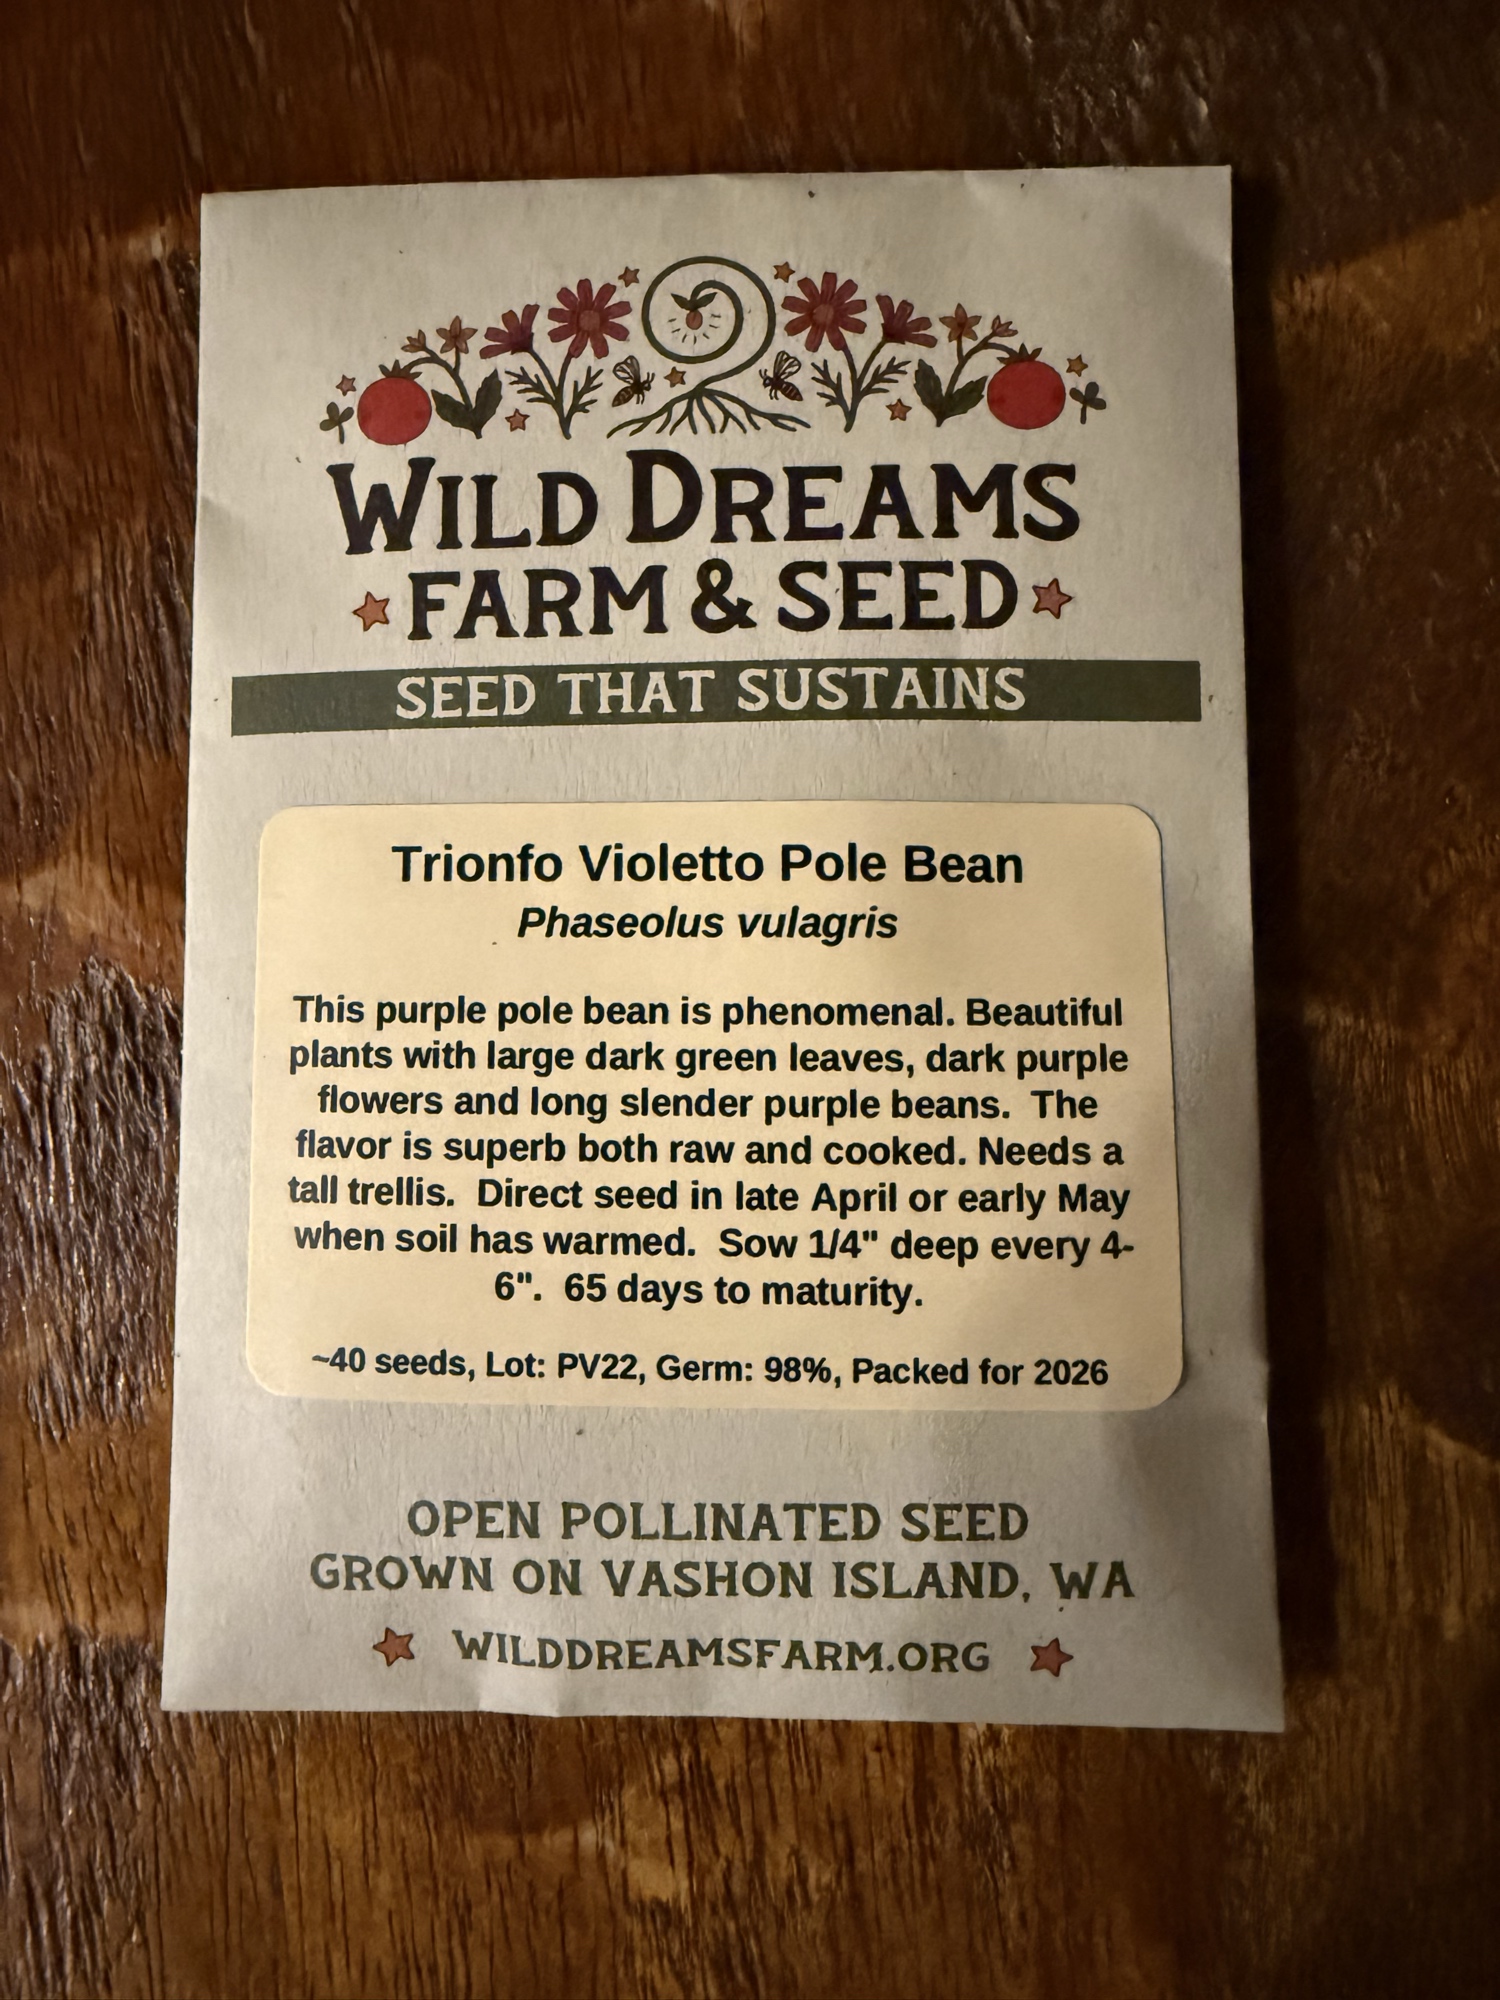 WILD DREAMS
FARM & SEED
SEED THAT SUSTAINS
Trionfo Violetto Pole Bean
Phaseolus vulagris
This purple pole bean is phenomenal. Beautiful
plants with large dark green leaves, dark purple
flowers and long slender purple beans.  The
flavor is superb both raw and cooked. Needs a
tall trellis.  Direct seed in late April or early May
when soil has warmed.  Sow 1/4" deep every 4-
6".  65 days to maturity.
~40 seeds, Lot: PV22, Germ: 98%, Packed for 2026
OPEN POLLINATED SEED
GROWN ON VASHON ISLAND, WA
WILDDREAMSFARM.ORG